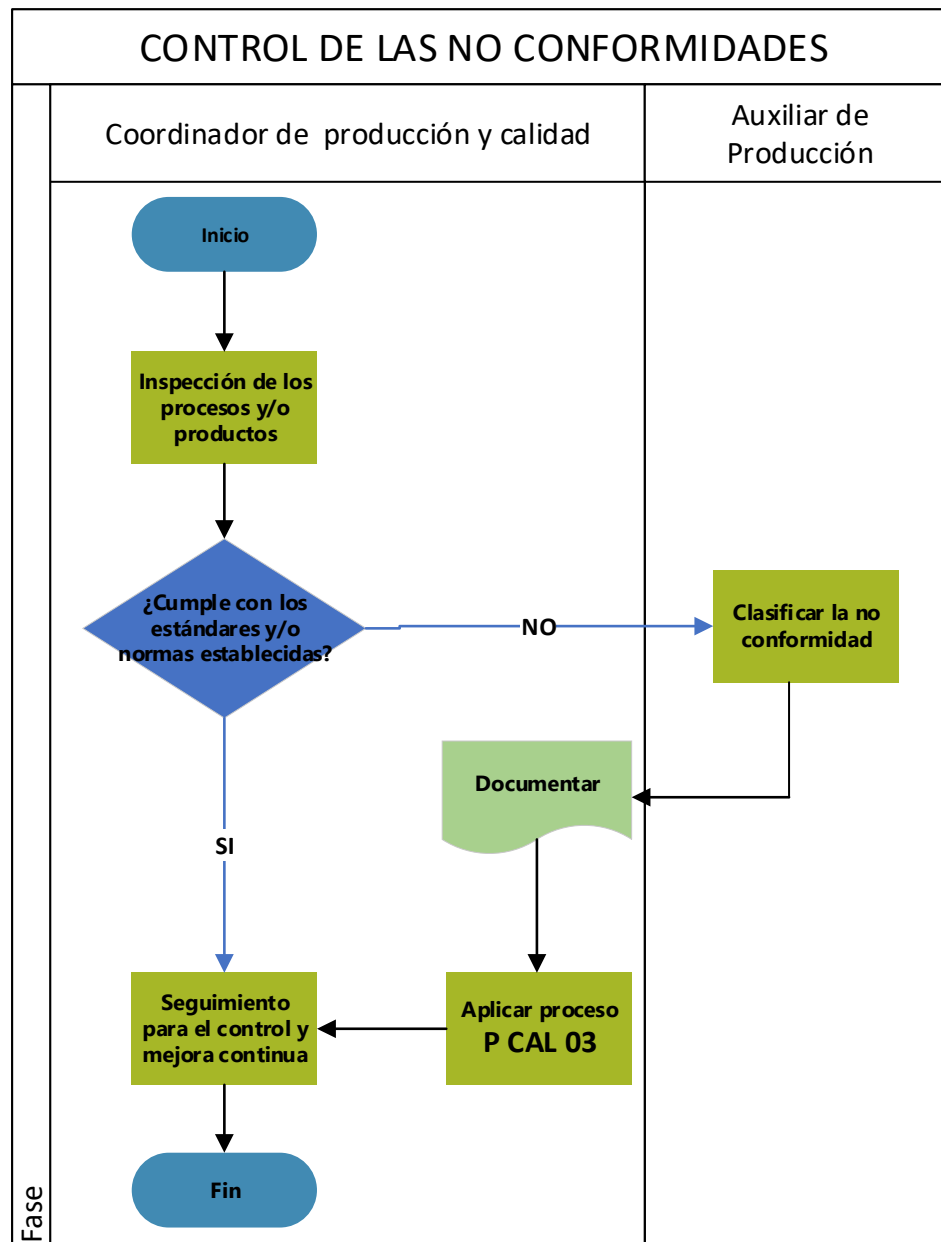 CONTROL DE LAS NO CONFORMIDADES
Coordinador de producción y calidad
Auxiliar de
Producción
Inicio
Inspección de los
procesos y/o
productos
¿Cumple con los
estándares y/o
normas establecidas?
NO
Clasificar la no
conformidad
Documentar
SI
Seguimiento
para el control y
mejora continua
Aplicar proceso
P CAL 03
Fin
Fase